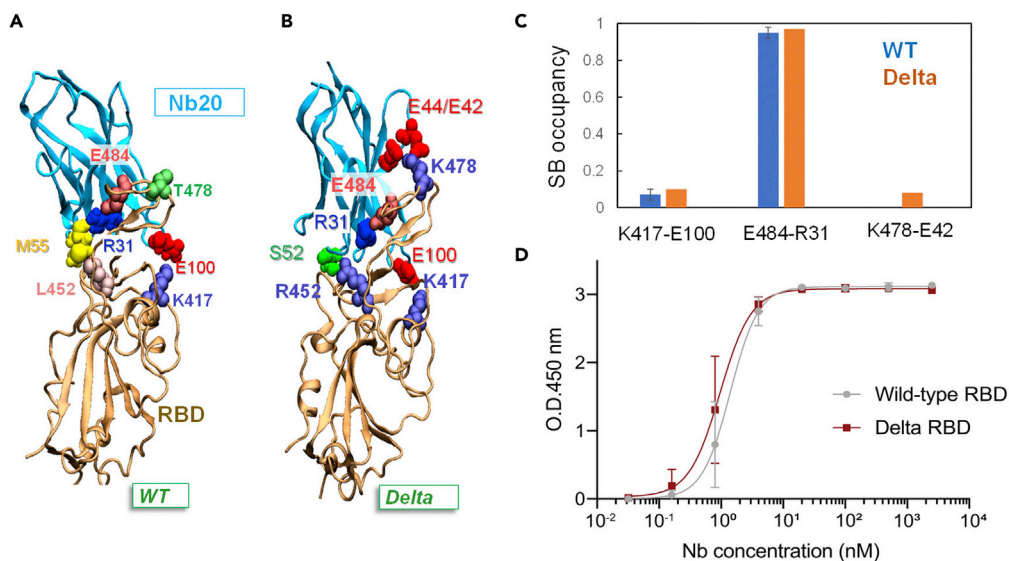 A
Nb20
E484
T478
M55
R31
E100
L452
K417
RBD
WT
B
E44/E42
K478
E484
R31
S52
E100
R452
K417
Delta
C
SB occupancy
1
0.8
0.6
0.4
0.2
0
WT
Delta
K417-E100
E484-R31
K478-E42
D
O.D.450 nm
3
2
1
0
Wild-type RBD
Delta RBD
10⁻² 10⁻¹ 10⁰ 10¹ 10² 10³ 10⁴
Nb concentration (nM)